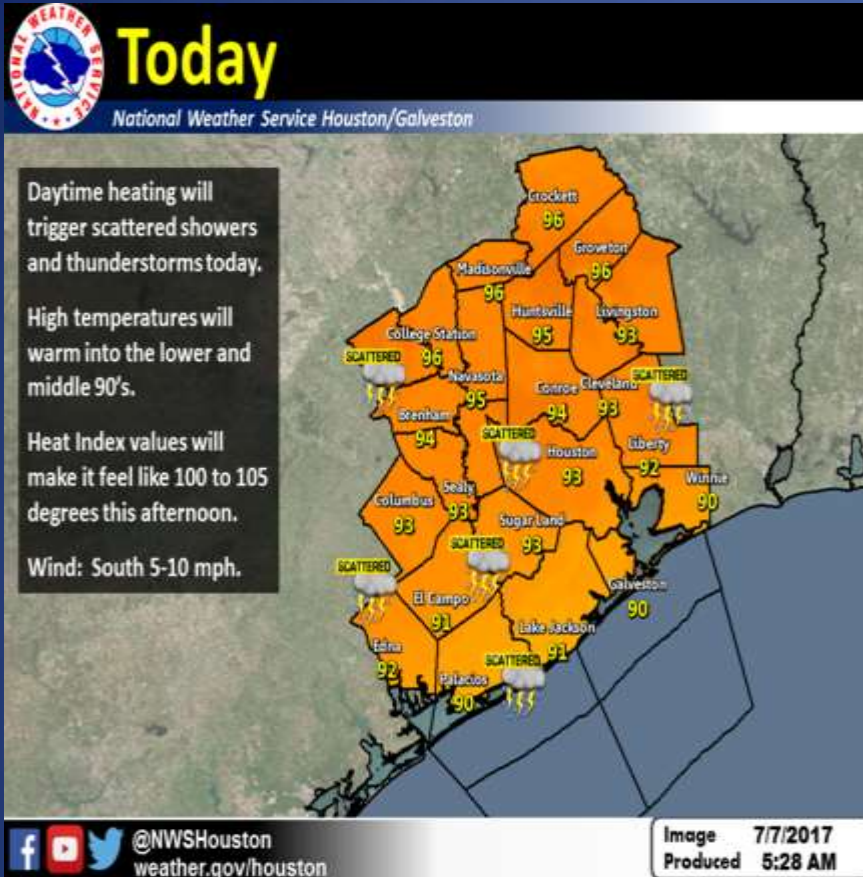 NATIONAL WEATHER SERVICE
Today
National Weather Service Houston/Galveston
Daytime heating will
trigger scattered showers
and thunderstorms today.
High temperatures will
warm into the lower and
middle 90's.
Heat Index values will
make it feel like 100 to 105
degrees this afternoon.
Wind: South 5-10 mph.
Crockett
96
Groveton
96
Madisonville
96
Huntsville
95
Livingston
93
College Station
96
SCATTERED
Navasota
95
Conroe
94
Cleveland
93
SCATTERED
Brenham
94
SCATTERED
Houston
93
Liberty
92
Winnie
90
Columbus
93
Sealy
93
Sugar Land
93
SCATTERED
SCATTERED
El Campo
91
Galveston
90
Lake Jackson
91
Edna
92
SCATTERED
Palacios
90
@NWSHouston
weather.gov/houston
Image 7/7/2017
Produced 5:28 AM